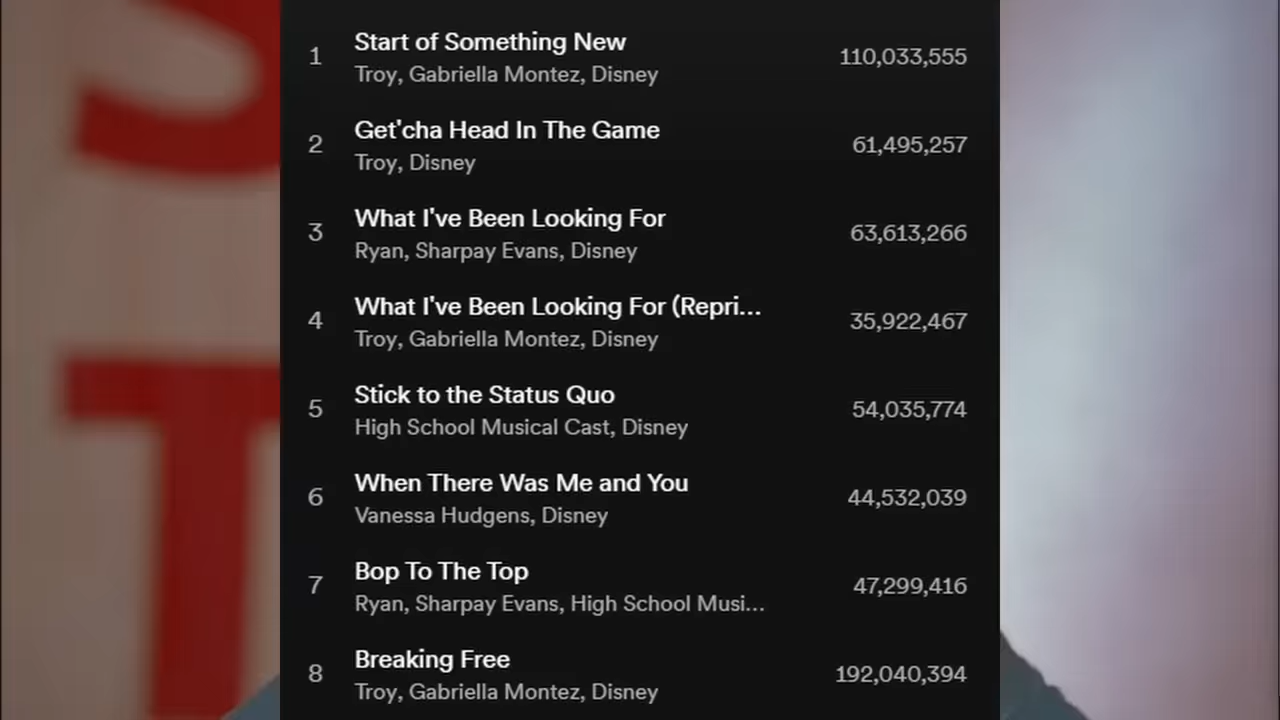 1
Start of Something New
110,033,555
Troy, Gabriella Montez, Disney
2
Get'cha Head In The Game
61,495,257
Troy, Disney
3
What I've Been Looking For
63,613,266
Ryan, Sharpay Evans, Disney
4
What I've Been Looking For (Repri...
35,922,467
Troy, Gabriella Montez, Disney
5
Stick to the Status Quo
54,035,774
High School Musical Cast, Disney
6
When There Was Me and You
44,532,039
Vanessa Hudgens, Disney
7
Bop To The Top
47,299,416
Ryan, Sharpay Evans, High School Musi...
8
Breaking Free
192,040,394
Troy, Gabriella Montez, Disney